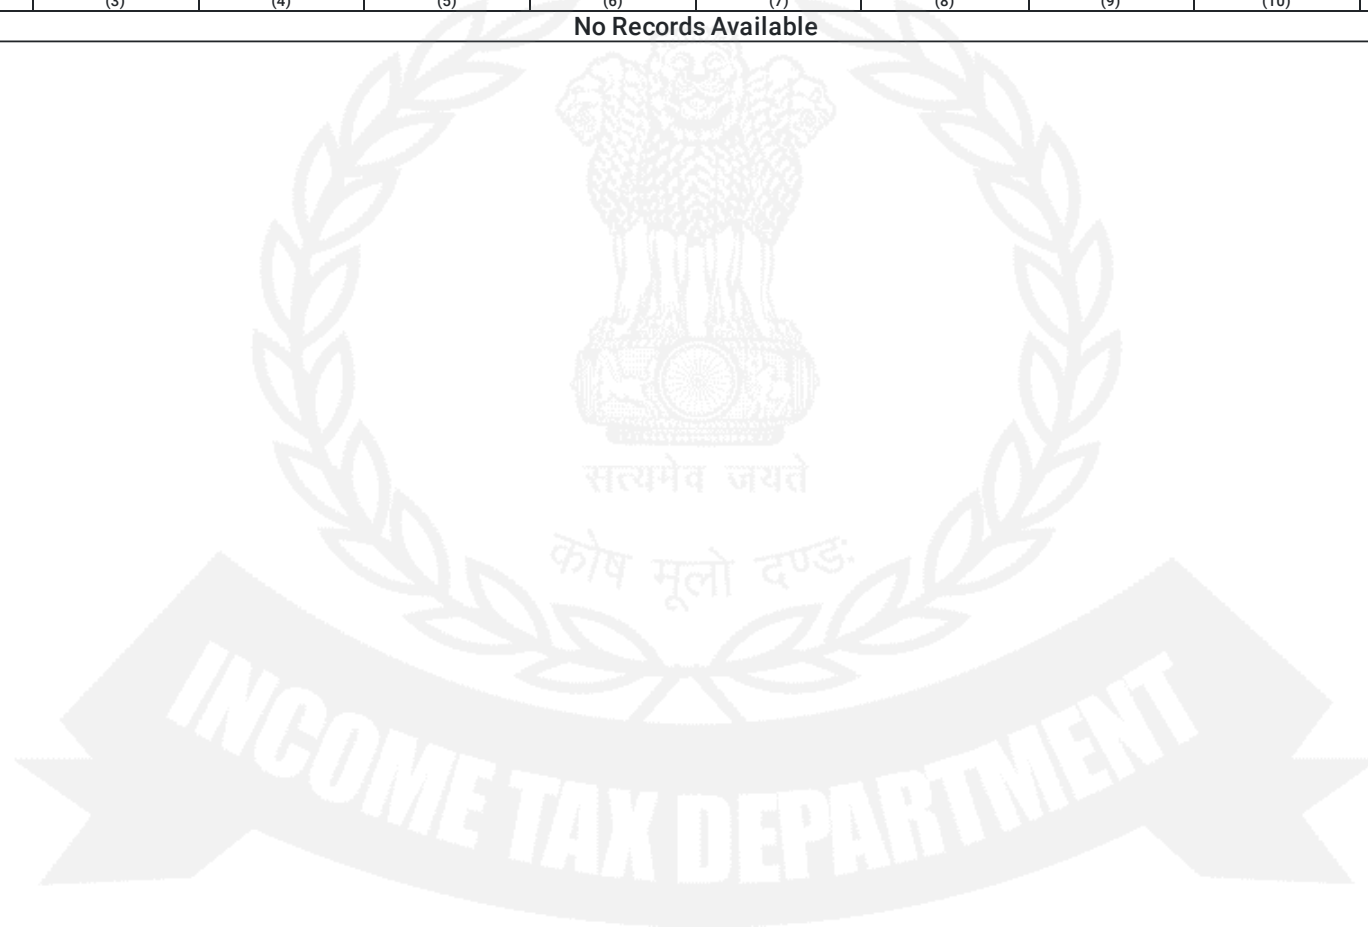 (3) (4) (5) (6) (7) (8) (9) (10)
No Records Available
सत्यमेव जयते
कोष मूलो दण्डः
INCOME TAX DEPARTMENT